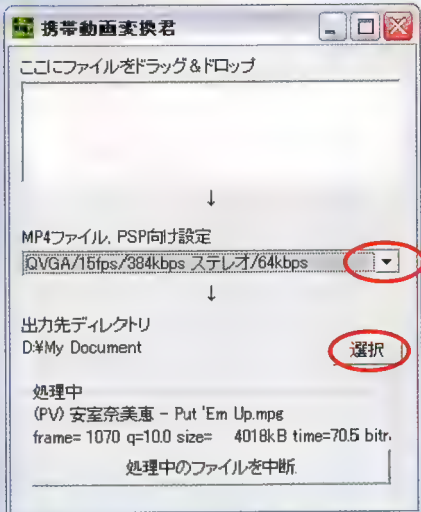 携帯動画変換君
ここにファイルをドラッグ&ドロップ
↓
MP4ファイル, PSP向け設定
QVGA/15fps/384kbps ステレオ/64kbps
↓
出力先ディレクトリ
D:¥My Document
選択
処理中
(PV) 安室奈美恵 - Put 'Em Up.mpg
frame= 1070 q=10.0 size= 4018kB time=70.5 bitr
処理中のファイルを中断